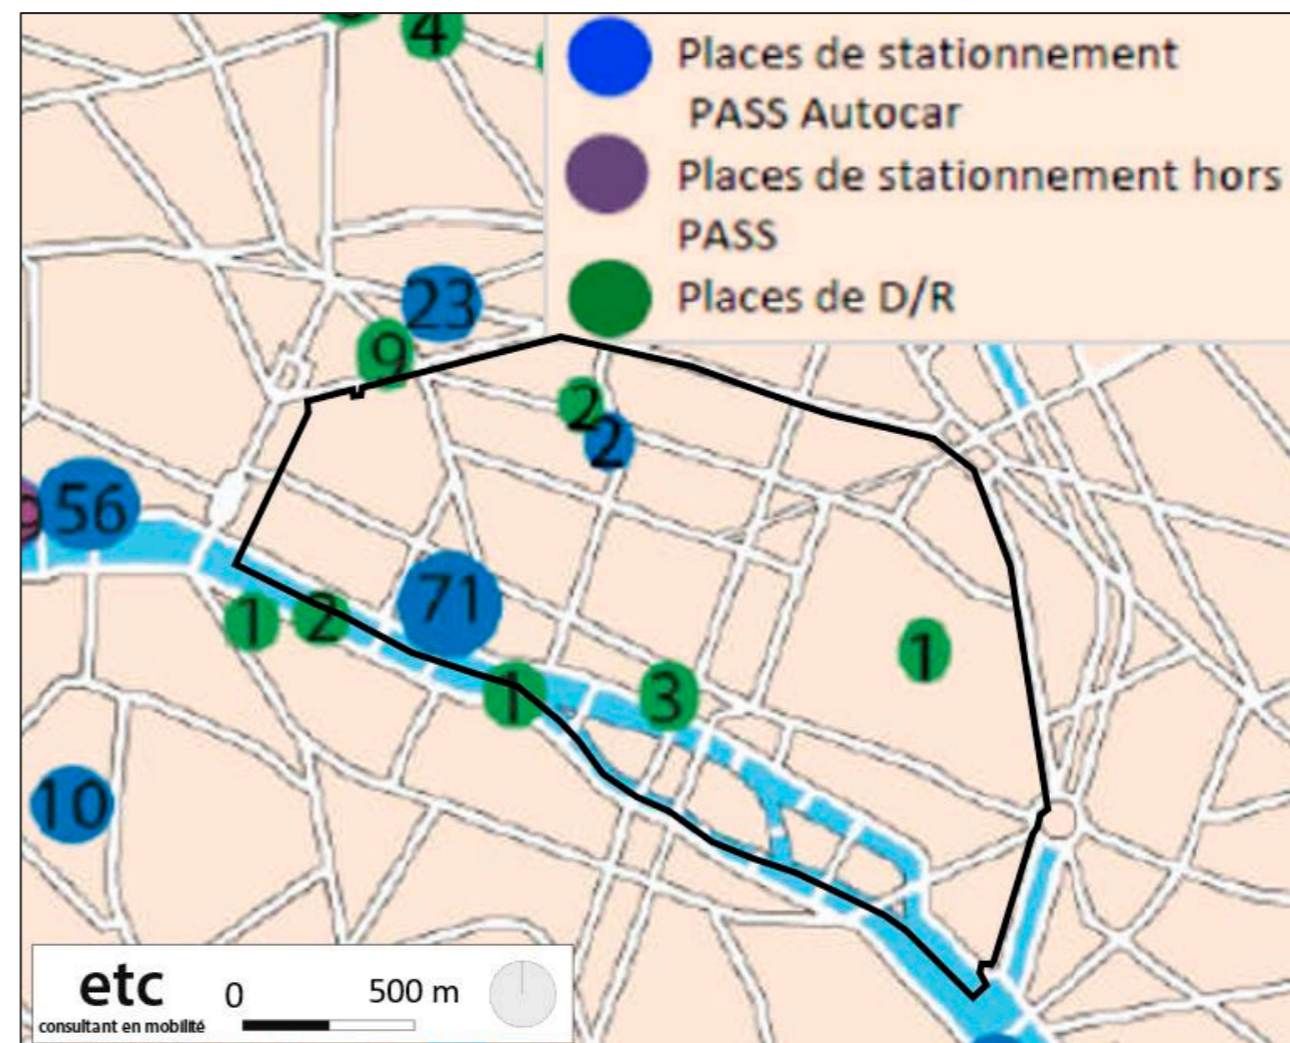 4
Places de stationnement
PASS Autocar
Places de stationnement hors
PASS
Places de D/R
23
9
2
2
56
9
71
1
2
1
3
1
10
etc
consultant en mobilité
0
500 m